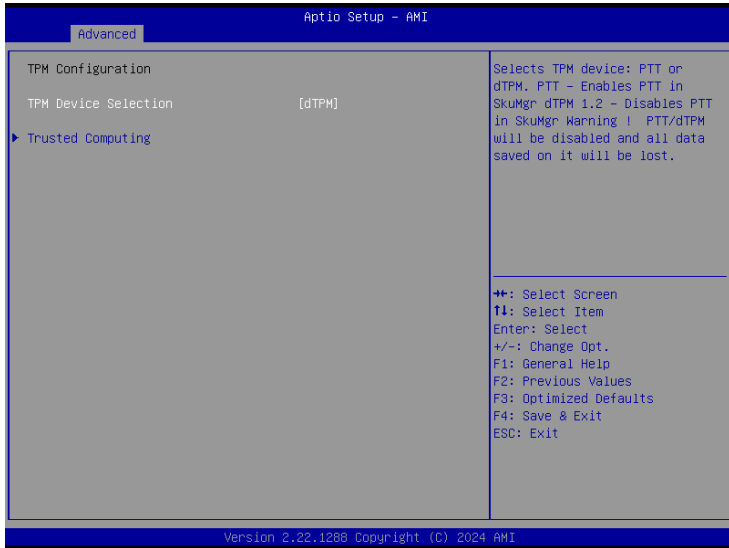 Aptio Setup - AMI
Advanced
TPM Configuration
TPM Device Selection [dTPM]
Trusted Computing
Selects TPM device: PTT or
dTPM. PTT - Enables PTT in
SkuMgr dTPM 1.2 - Disables PTT
in SkuMgr Warning ! PTT/dTPM
will be disabled and all data
saved on it will be lost.
→←: Select Screen
↑↓: Select Item
Enter: Select
+/-: Change Opt.
F1: General Help
F2: Previous Values
F3: Optimized Defaults
F4: Save & Exit
ESC: Exit
Version 2.22.1288 Copyright (C) 2024 AMI